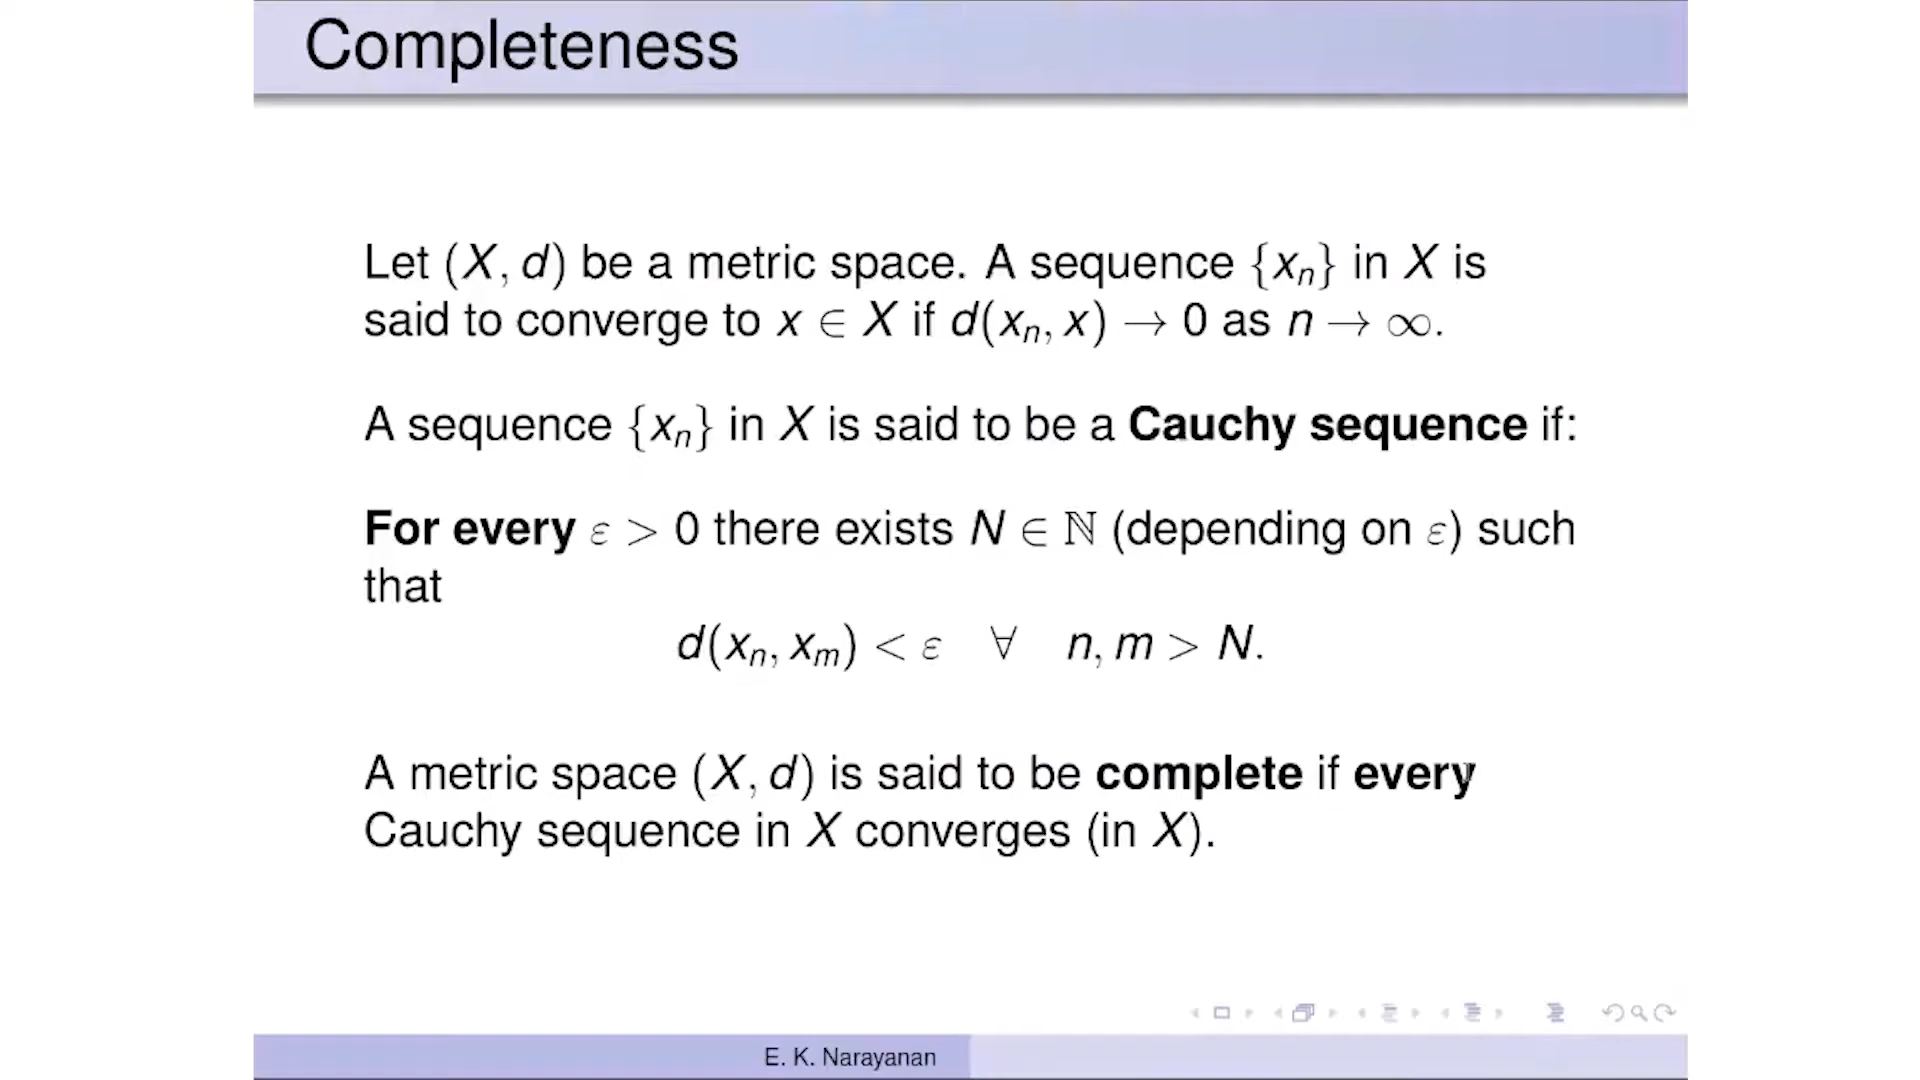 Completeness
Let (X, d) be a metric space. A sequence {xₙ} in X is
said to converge to x ∈ X if d(xₙ, x) → 0 as n → ∞.
A sequence {xₙ} in X is said to be a Cauchy sequence if:
For every ε > 0 there exists N ∈ ℕ (depending on ε) such
that
d(xₙ, xₘ) < ε ∀ n, m > N.
A metric space (X, d) is said to be complete if every
Cauchy sequence in X converges (in X).
E. K. Narayanan